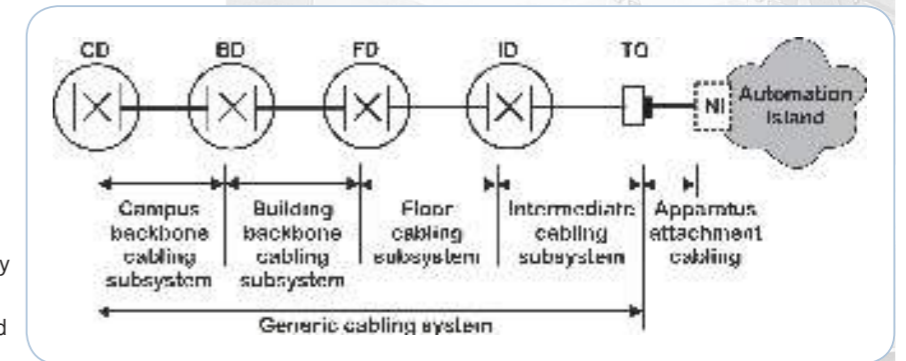 CD BD FD ID TO
NI
Automation
Island
Campus
backbone
cabling
subsystem
Building
backbone
cabling
subsystem
Floor
cabling
subsystem
Intermediate
cabling
subsystem
Apparatus
attachment
cabling
Generic cabling system
y
d